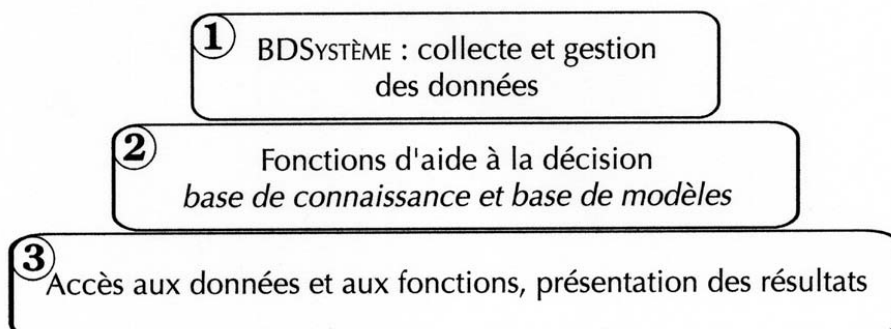 1
BDSYSTÈME : collecte et gestion
des données
2
Fonctions d'aide à la décision
base de connaissance et base de modèles
3
Accès aux données et aux fonctions, présentation des résultats